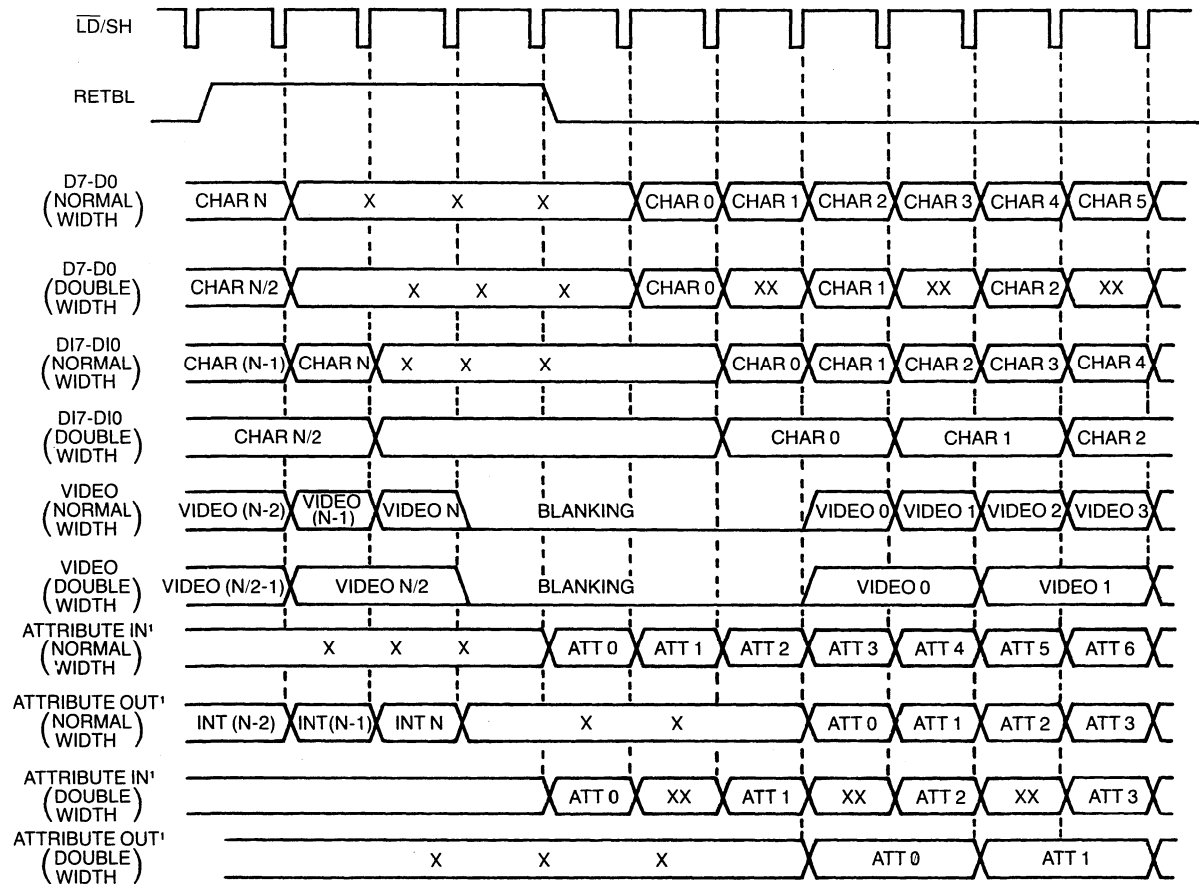 LD/SH
RETBL
D7-D0
(NORMAL)
WIDTH
CHAR N X X X CHAR 0 CHAR 1 CHAR 2 CHAR 3 CHAR 4 CHAR 5
D7-D0
(DOUBLE)
WIDTH
CHAR N/2 X X X CHAR 0 XX CHAR 1 XX CHAR 2 XX
DI7-DI0
(NORMAL)
WIDTH
CHAR (N-1) CHAR N X X X CHAR 0 CHAR 1 CHAR 2 CHAR 3 CHAR 4
DI7-DI0
(DOUBLE)
WIDTH
CHAR N/2 CHAR 0 CHAR 1 CHAR 2
VIDEO
(NORMAL)
WIDTH
VIDEO (N-2) VIDEO (N-1) VIDEO N BLANKING VIDEO 0 VIDEO 1 VIDEO 2 VIDEO 3
VIDEO
(DOUBLE)
WIDTH
VIDEO (N/2-1) VIDEO N/2 BLANKING VIDEO 0 VIDEO 1
ATTRIBUTE IN¹
(NORMAL)
WIDTH
X X X ATT 0 ATT 1 ATT 2 ATT 3 ATT 4 ATT 5 ATT 6
ATTRIBUTE OUT¹
(NORMAL)
WIDTH
INT (N-2) INT (N-1) INT N X X ATT 0 ATT 1 ATT 2 ATT 3
ATTRIBUTE IN¹
(DOUBLE)
WIDTH
ATT 0 XX ATT 1 XX ATT 2 XX ATT 3
ATTRIBUTE OUT¹
(DOUBLE)
WIDTH
X X X ATT 0 ATT 1